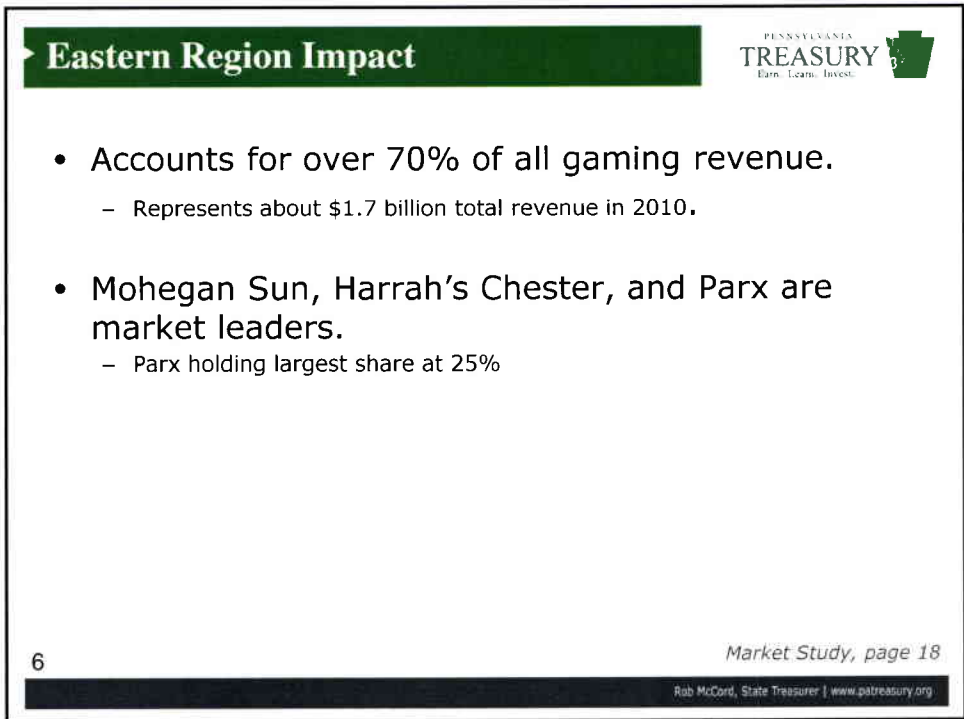 Eastern Region Impact
PENNSYLVANIA
TREASURY
Earn. Learn. Invest.
• Accounts for over 70% of all gaming revenue.
– Represents about $1.7 billion total revenue in 2010.
• Mohegan Sun, Harrah's Chester, and Parx are
market leaders.
– Parx holding largest share at 25%
Market Study, page 18
6
Rob McCord, State Treasurer | www.patreasury.org